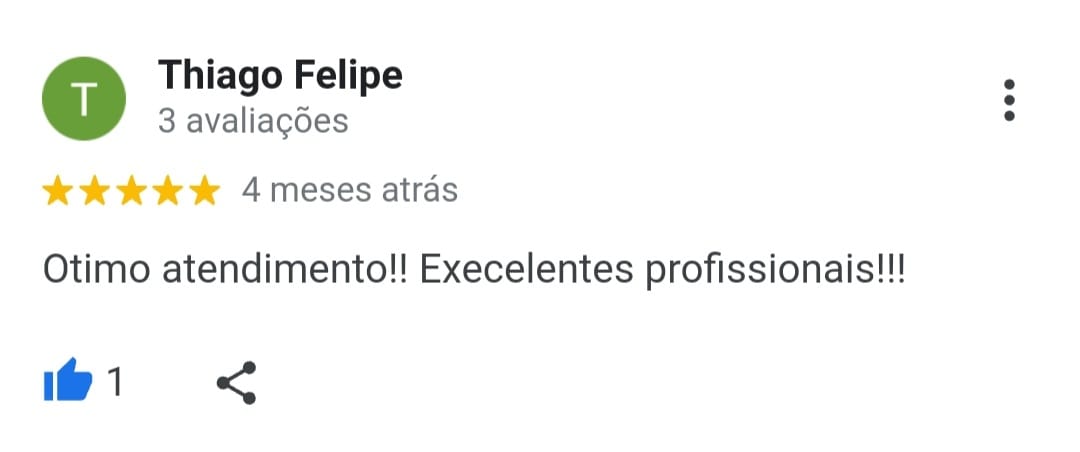 T
Thiago Felipe
3 avaliações
4 meses atrás
Otimo atendimento!! Execelentes profissionais!!!
1